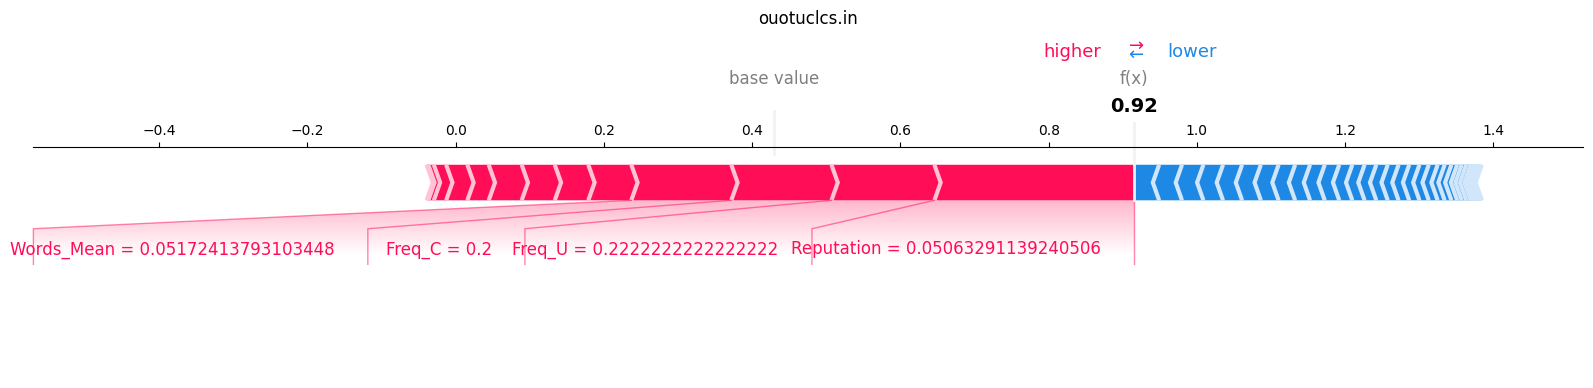 ouotuclcs.in
higher ⇄ lower
base value
f(x)
0.92
−0.4 −0.2 0.0 0.2 0.4 0.6 0.8 1.0 1.2 1.4
Words_Mean = 0.05172413793103448 Freq_C = 0.2 Freq_U = 0.2222222222222222 Reputation = 0.05063291139240506